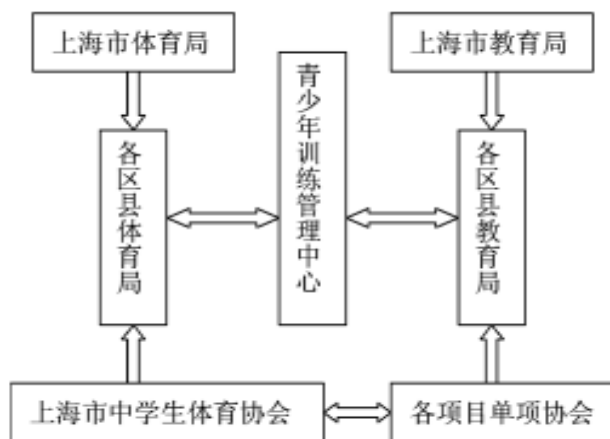 上海市体育局
上海市教育局
青少年训练管理中心
各区县体育局
各区县教育局
上海市中学生体育协会
各项目单项协会